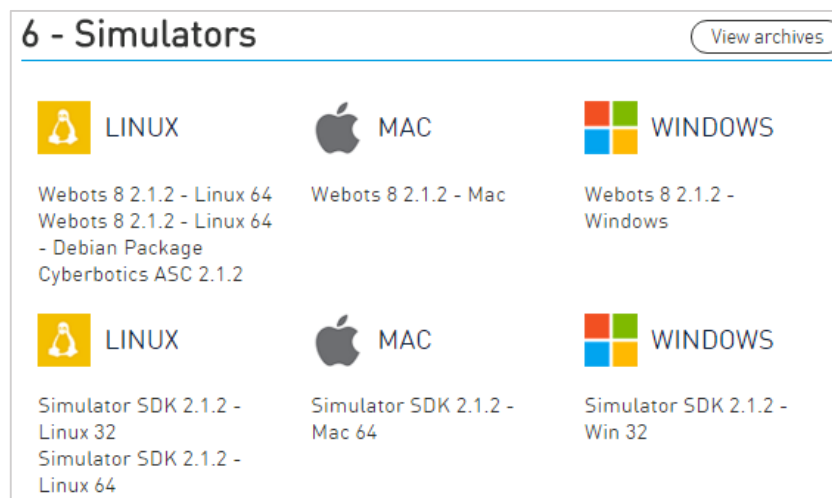 6 - Simulators
View archives
LINUX
Webots 8 2.1.2 - Linux 64
Webots 8 2.1.2 - Linux 64
- Debian Package
Cyberbotics ASC 2.1.2
MAC
Webots 8 2.1.2 - Mac
WINDOWS
Webots 8 2.1.2 -
Windows
LINUX
Simulator SDK 2.1.2 -
Linux 32
Simulator SDK 2.1.2 -
Linux 64
MAC
Simulator SDK 2.1.2 -
Mac 64
WINDOWS
Simulator SDK 2.1.2 -
Win 32